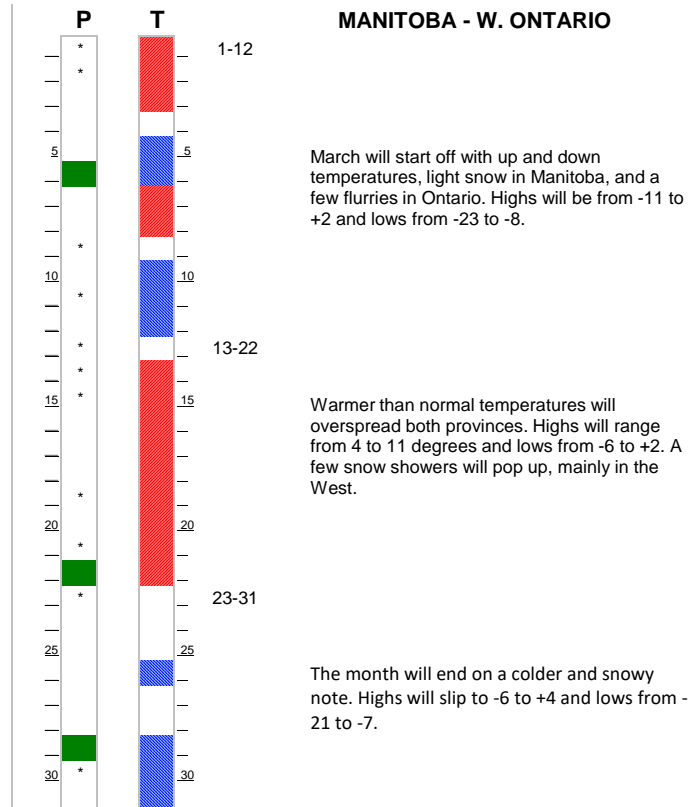 P T MANITOBA - W. ONTARIO
* 1-12
*
5 5
March will start off with up and down
temperatures, light snow in Manitoba, and a
few flurries in Ontario. Highs will be from -11 to
+2 and lows from -23 to -8.
*
10 10
*
* 13-22
*
* 
15 15
Warmer than normal temperatures will
overspread both provinces. Highs will range
from 4 to 11 degrees and lows from -6 to +2. A
few snow showers will pop up, mainly in the
West.
*
20 20
*
* 23-31
25 25
The month will end on a colder and snowy
note. Highs will slip to -6 to +4 and lows from -
21 to -7.
*
30 30